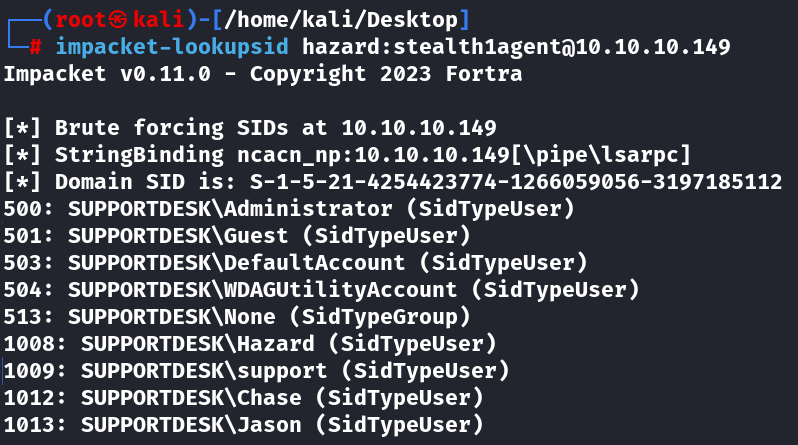 ┌──(root㉿kali)-[/home/kali/Desktop]
└─# impacket-lookupsid hazard:stealth1agent@10.10.10.149
Impacket v0.11.0 - Copyright 2023 Fortra

[*] Brute forcing SIDs at 10.10.10.149
[*] StringBinding ncacn_np:10.10.10.149[\pipe\lsarpc]
[*] Domain SID is: S-1-5-21-4254423774-1266059056-3197185112
500: SUPPORTDESK\Administrator (SidTypeUser)
501: SUPPORTDESK\Guest (SidTypeUser)
503: SUPPORTDESK\DefaultAccount (SidTypeUser)
504: SUPPORTDESK\WDAGUtilityAccount (SidTypeUser)
513: SUPPORTDESK\None (SidTypeGroup)
1008: SUPPORTDESK\Hazard (SidTypeUser)
1009: SUPPORTDESK\support (SidTypeUser)
1012: SUPPORTDESK\Chase (SidTypeUser)
1013: SUPPORTDESK\Jason (SidTypeUser)